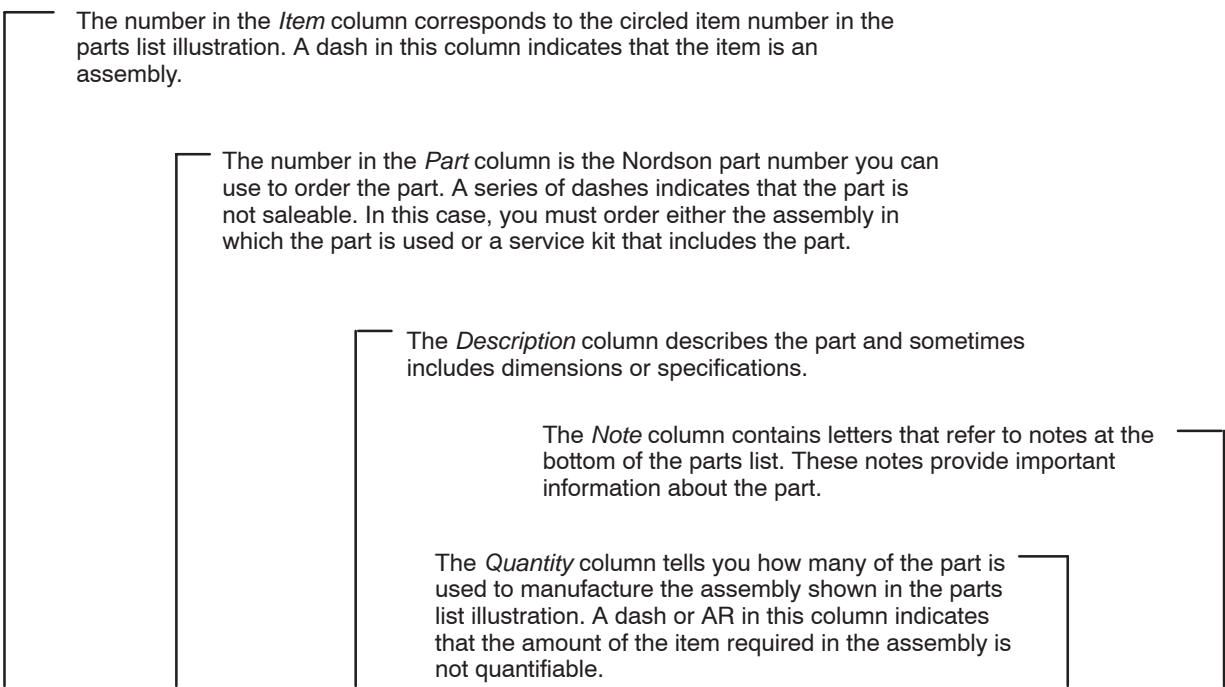 The number in the Item column corresponds to the circled item number in the
parts list illustration. A dash in this column indicates that the item is an
assembly.
The number in the Part column is the Nordson part number you can
use to order the part. A series of dashes indicates that the part is
not saleable. In this case, you must order either the assembly in
which the part is used or a service kit that includes the part.
The Description column describes the part and sometimes
includes dimensions or specifications.
The Note column contains letters that refer to notes at the
bottom of the parts list. These notes provide important
information about the part.
The Quantity column tells you how many of the part is
used to manufacture the assembly shown in the parts
list illustration. A dash or AR in this column indicates
that the amount of the item required in the assembly is
not quantifiable.